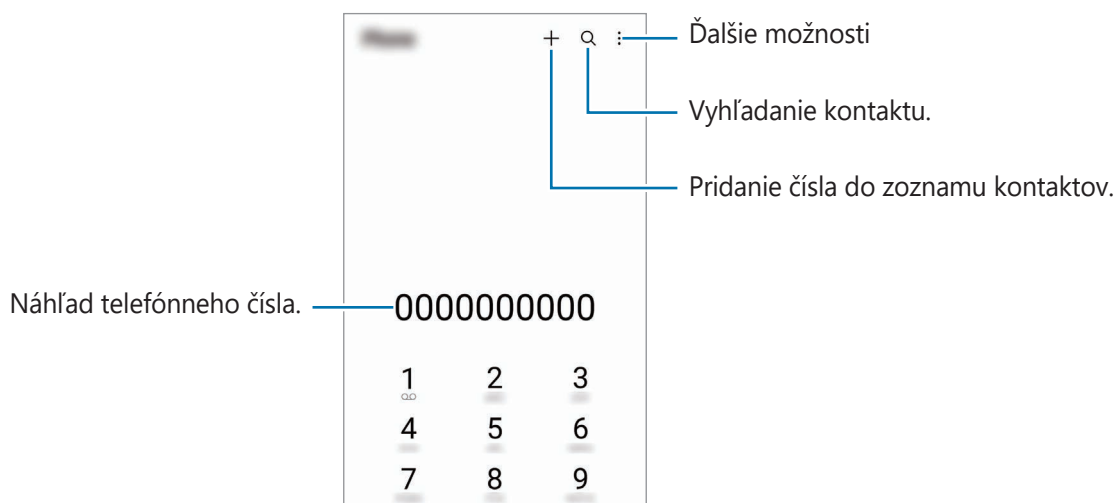 Ďalšie možnosti
Vyhľadanie kontaktu.
Pridanie čísla do zoznamu kontaktov.
Náhľad telefónneho čísla.
0000000000
1 2 3
4 5 6
7 8 9